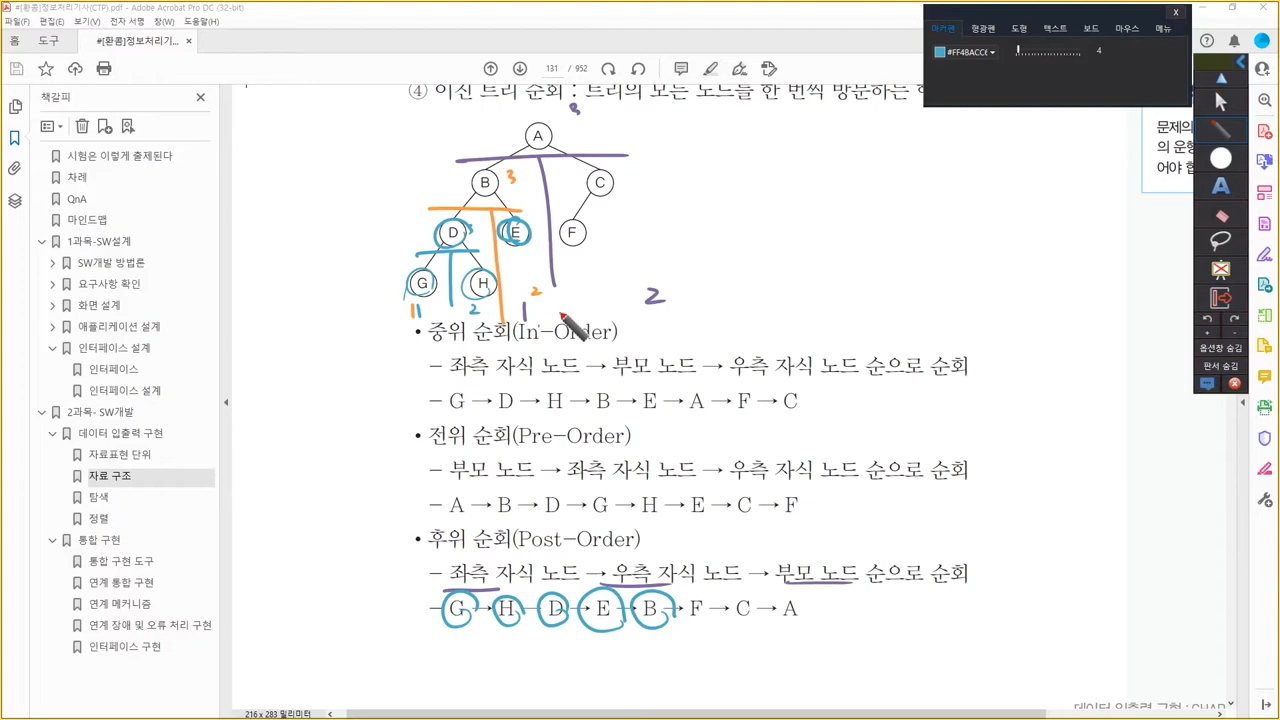 #[환콤]정보처리기사(CTP).pdf - Adobe Acrobat Pro DC (32-bit)
파일(F) 편집(E) 보기(V) 전자 서명 창(W) 도움말(H)
홈 도구 #[환콤]정보처리기... ×
131 / 952
책갈피
시험은 이렇게 출제된다
차례
QnA
마인드맵
1과목-SW설계
SW개발 방법론
요구사항 확인
화면 설계
애플리케이션 설계
인터페이스 설계
인터페이스
인터페이스 설계
2과목- SW개발
데이터 입출력 구현
자료표현 단위
자료 구조
탐색
정렬
통합 구현
통합 구현 도구
연계 통합 구현
연계 메커니즘
연계 장애 및 오류 처리 구현
인터페이스 구현
④ 이진 트리 순회 : 트리의 모든 노드를 한 번씩 방문하는
A
B 3 C
D 3 E F
G H
1 1 2 2 1 2
• 중위 순회(In-Order)
- 좌측 자식 노드 → 부모 노드 → 우측 자식 노드 순으로 순회
- G → D → H → B → E → A → F → C
• 전위 순회(Pre-Order)
- 부모 노드 → 좌측 자식 노드 → 우측 자식 노드 순으로 순회
- A → B → D → G → H → E → C → F
• 후위 순회(Post-Order)
- 좌측 자식 노드 → 우측 자식 노드 → 부모 노드 순으로 순회
- G → H → D → E → B → F → C → A
216 x 283 밀리미터
데이터 입출력 구현 : CHAP
문제의
의 운형
어야 합
X
마커펜 형광펜 도형 텍스트 보드 마우스 메뉴
#FF4BACC6 4
A
옵션창 숨김
판서 숨김